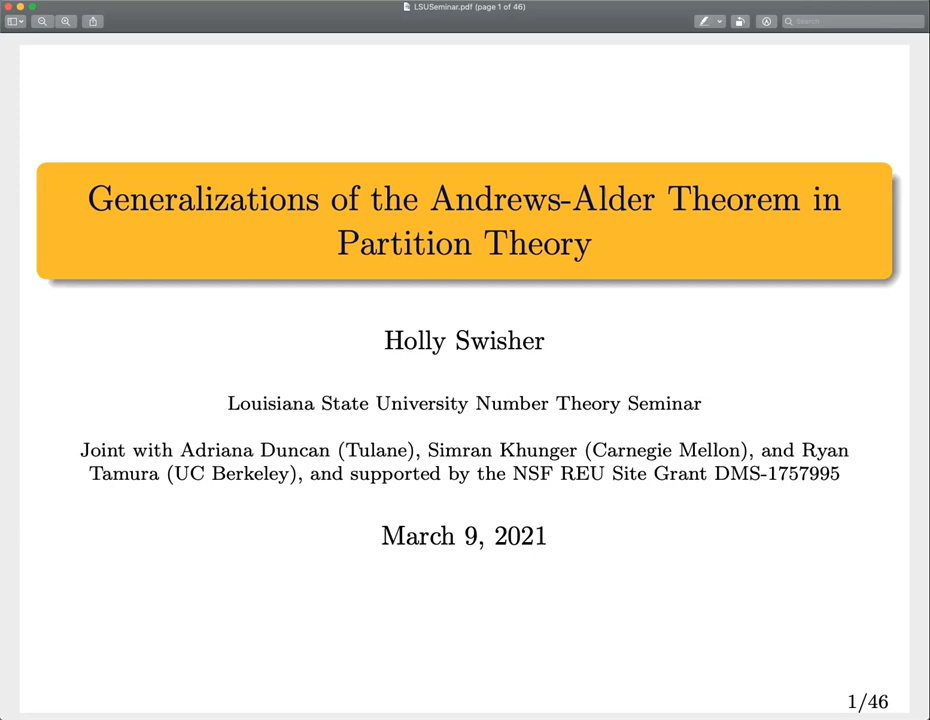 LSUSeminar.pdf (page 1 of 46)
Search
Generalizations of the Andrews-Alder Theorem in
Partition Theory
Holly Swisher
Louisiana State University Number Theory Seminar
Joint with Adriana Duncan (Tulane), Simran Khunger (Carnegie Mellon), and Ryan
Tamura (UC Berkeley), and supported by the NSF REU Site Grant DMS-1757995
March 9, 2021
1/46